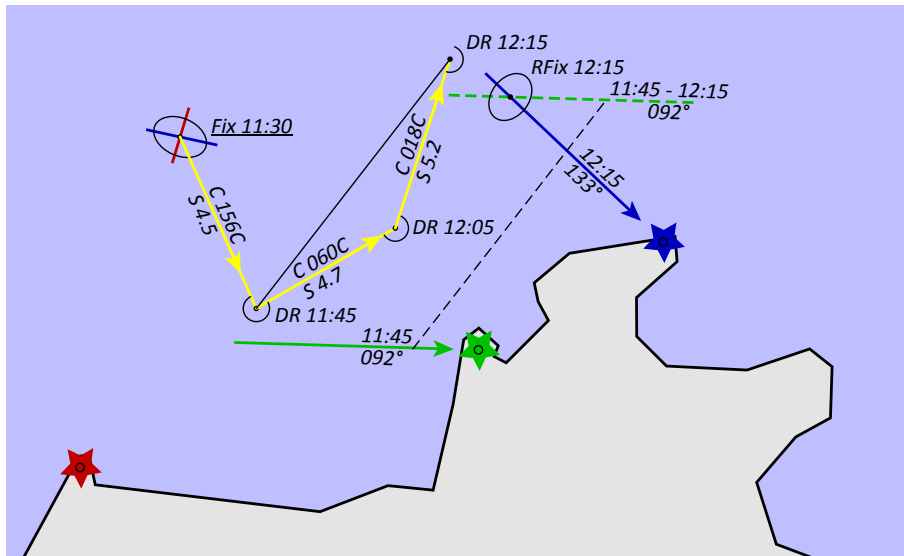 DR 12:15
RFix 12:15
11:45 - 12:15
092°
Fix 11:30
C 018C
S 5.2
12:15
133°
C 156C
S 4.5
DR 12:05
C 060C
S 4.7
DR 11:45
11:45
092°